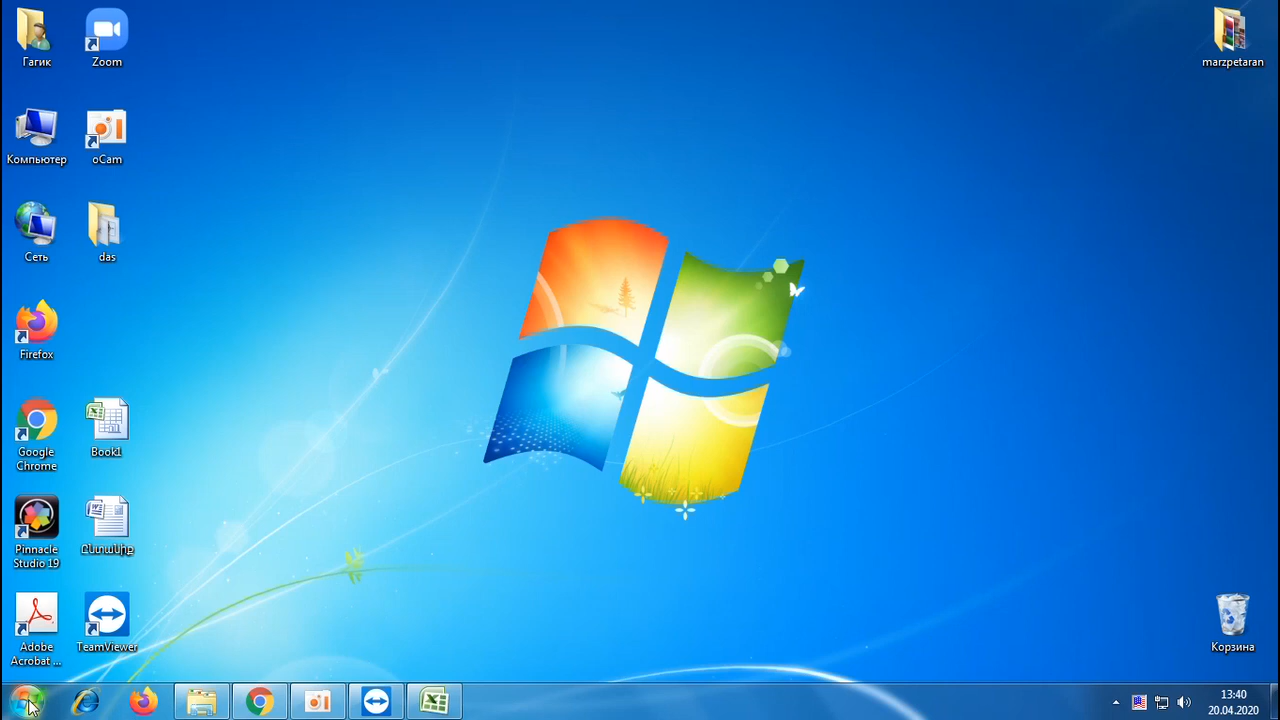 Гагик
Zoom
marzpetaran
Компьютер
oCam
Сеть
das
Firefox
Google
Chrome
Book1
Pinnacle
Studio 19
Ընտանիք
Adobe
Acrobat ...
TeamViewer
Корзина
13:40
20.04.2020